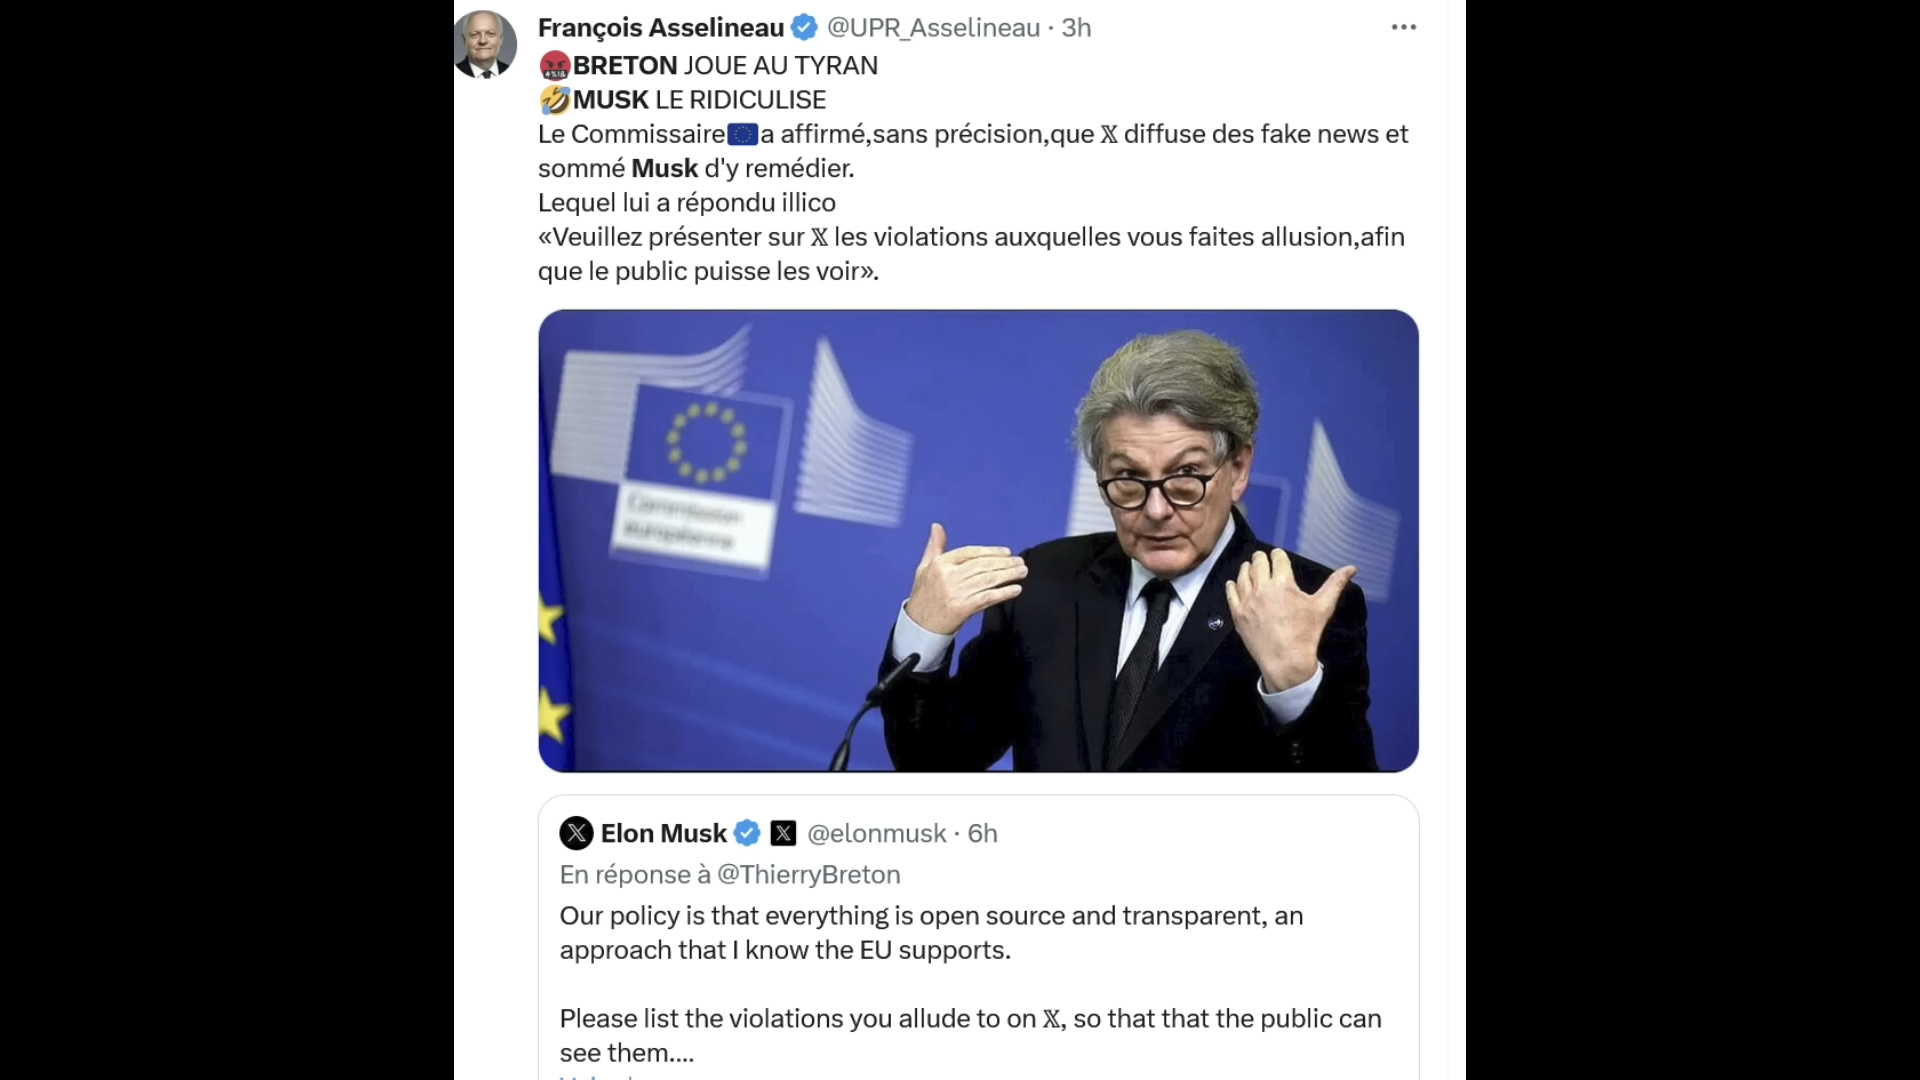 François Asselineau @UPR_Asselineau · 3h
🤬BRETON JOUE AU TYRAN
🤣MUSK LE RIDICULISE
Le Commissaire🇪🇺a affirmé,sans précision,que 𝕏 diffuse des fake news et
sommé Musk d'y remédier.
Lequel lui a répondu illico
«Veuillez présenter sur 𝕏 les violations auxquelles vous faites allusion,afin
que le public puisse les voir».
Commission
européenne
Elon Musk @elonmusk · 6h
En réponse à @ThierryBreton
Our policy is that everything is open source and transparent, an
approach that I know the EU supports.
Please list the violations you allude to on 𝕏, so that that the public can
see them....